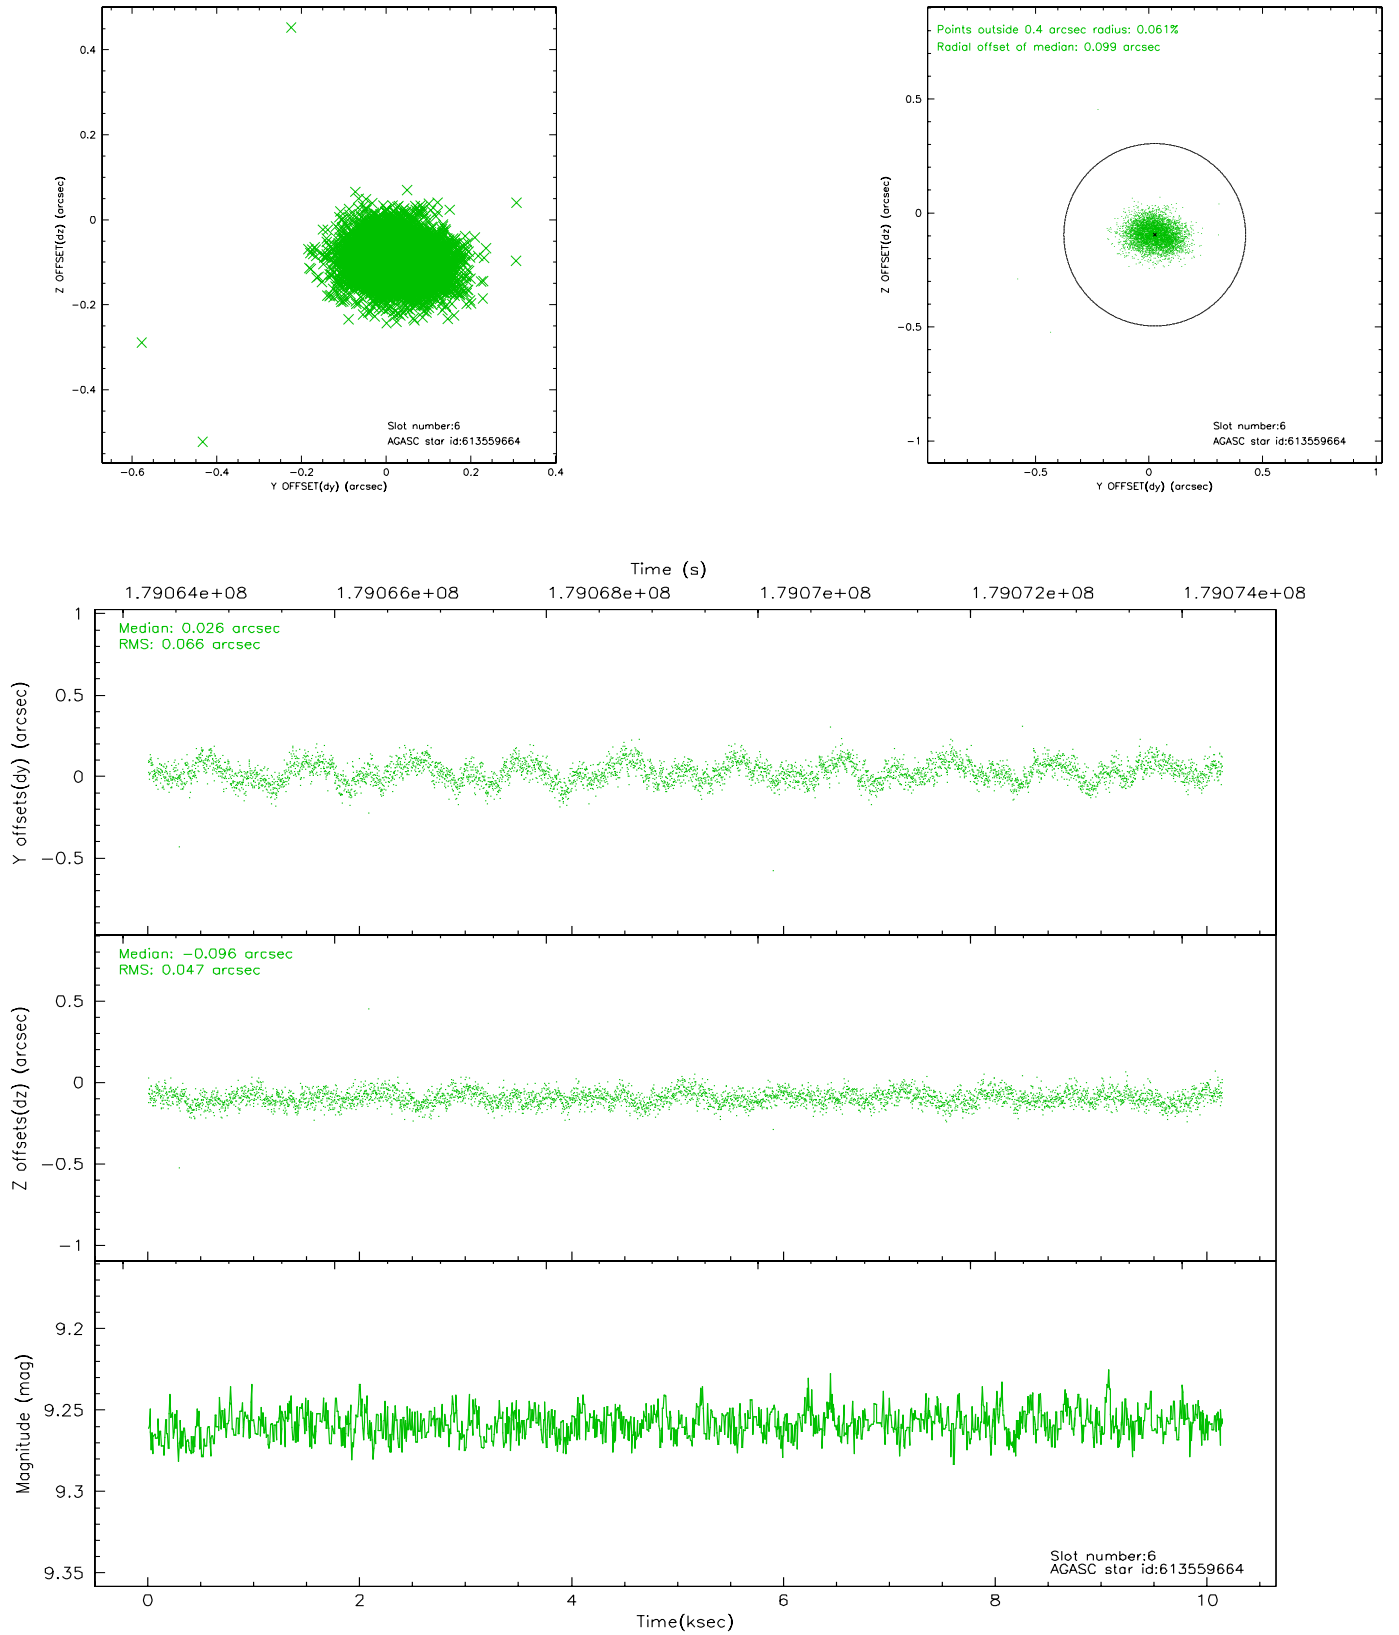 0.4
0.2
0
−0.2
−0.4
Z OFFSET(dz) (arcsec)
Slot number:6
AGASC star id:613559664
−0.6 −0.4 −0.2 0 0.2 0.4
Y OFFSET(dy) (arcsec)
Points outside 0.4 arcsec radius: 0.061%
Radial offset of median: 0.099 arcsec
0.5
0
−0.5
−1
Z OFFSET(dz) (arcsec)
Slot number:6
AGASC star id:613559664
−0.5 0 0.5 1
Y OFFSET(dy) (arcsec)
Time (s)
1.79064e+08 1.79066e+08 1.79068e+08 1.7907e+08 1.79072e+08 1.79074e+08
Median: 0.026 arcsec
RMS: 0.066 arcsec
1
0.5
0
−0.5
Y offsets(dy) (arcsec)
Median: −0.096 arcsec
RMS: 0.047 arcsec
0.5
0
−0.5
−1
Z offsets(dz) (arcsec)
9.2
9.25
9.3
9.35
Magnitude (mag)
Slot number:6
AGASC star id:613559664
0 2 4 6 8 10
Time(ksec)